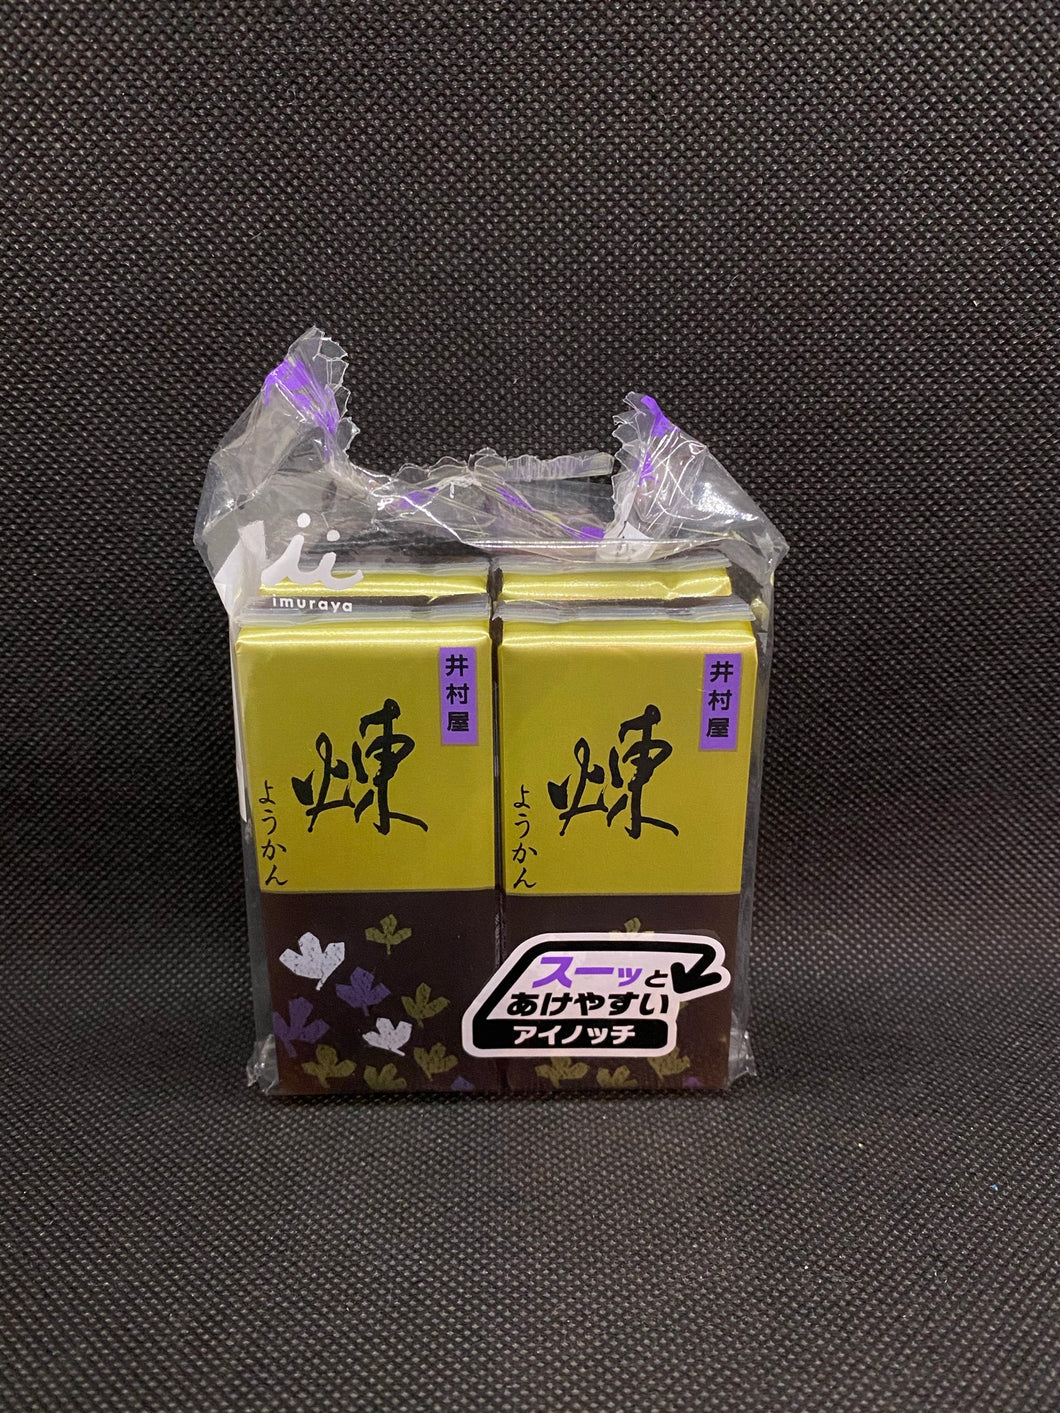 imuraya
井村屋
煉
ようかん
井村屋
煉
ようかん
スーッと
あけやすい
アイノッチ